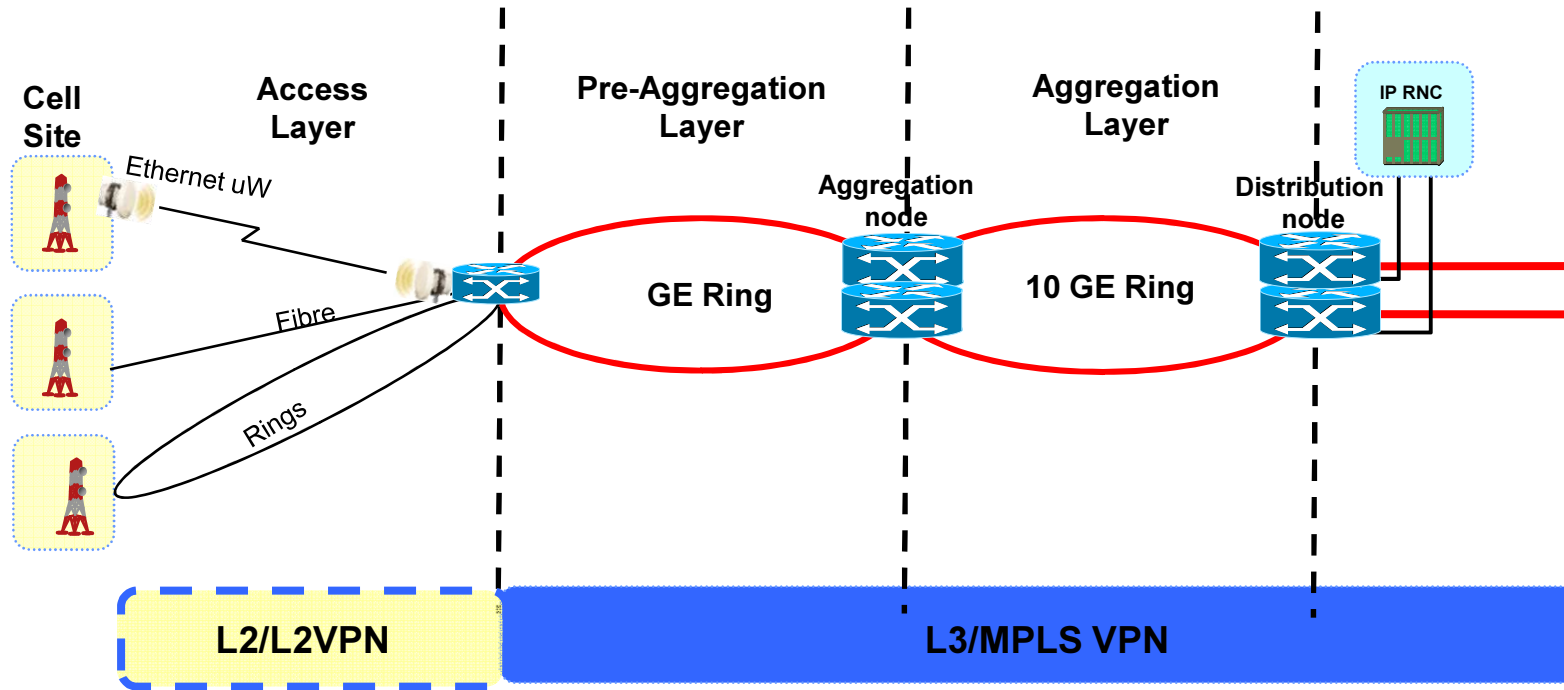 Cell
Site
Access
Layer
Pre-Aggregation
Layer
Aggregation
Layer
IP RNC
Ethernet uW
Aggregation
node
Distribution
node
GE Ring
10 GE Ring
Fibre
Rings
L2/L2VPN
L3/MPLS VPN